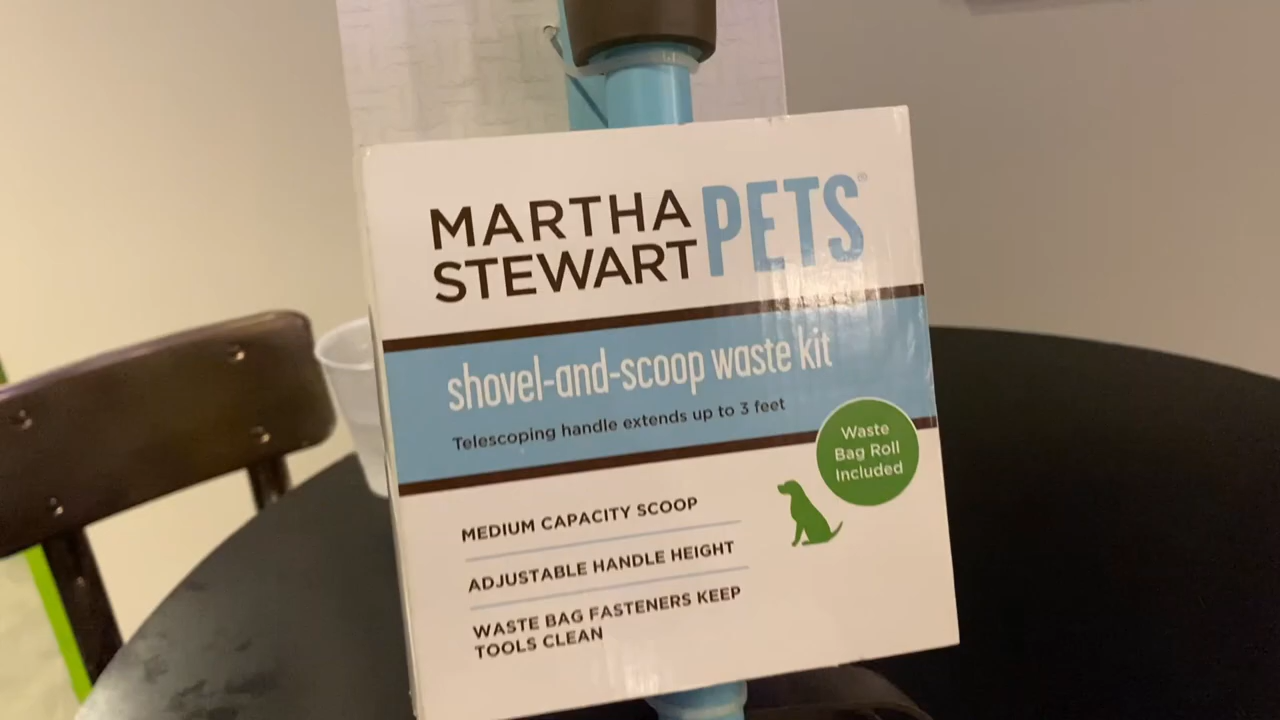 MARTHA
STEWART
PETS®
shovel-and-scoop waste kit
Telescoping handle extends up to 3 feet
Waste
Bag Roll
Included
MEDIUM CAPACITY SCOOP
ADJUSTABLE HANDLE HEIGHT
WASTE BAG FASTENERS KEEP
TOOLS CLEAN